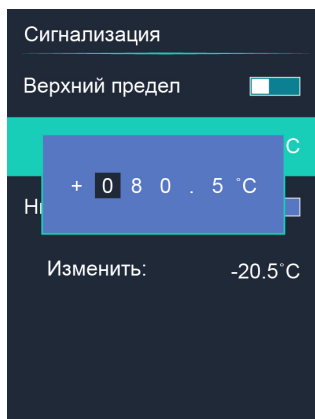 Сигнализация
Верхний предел
C
+ 0 8 0 . 5 °C
Изменить: -20.5°C